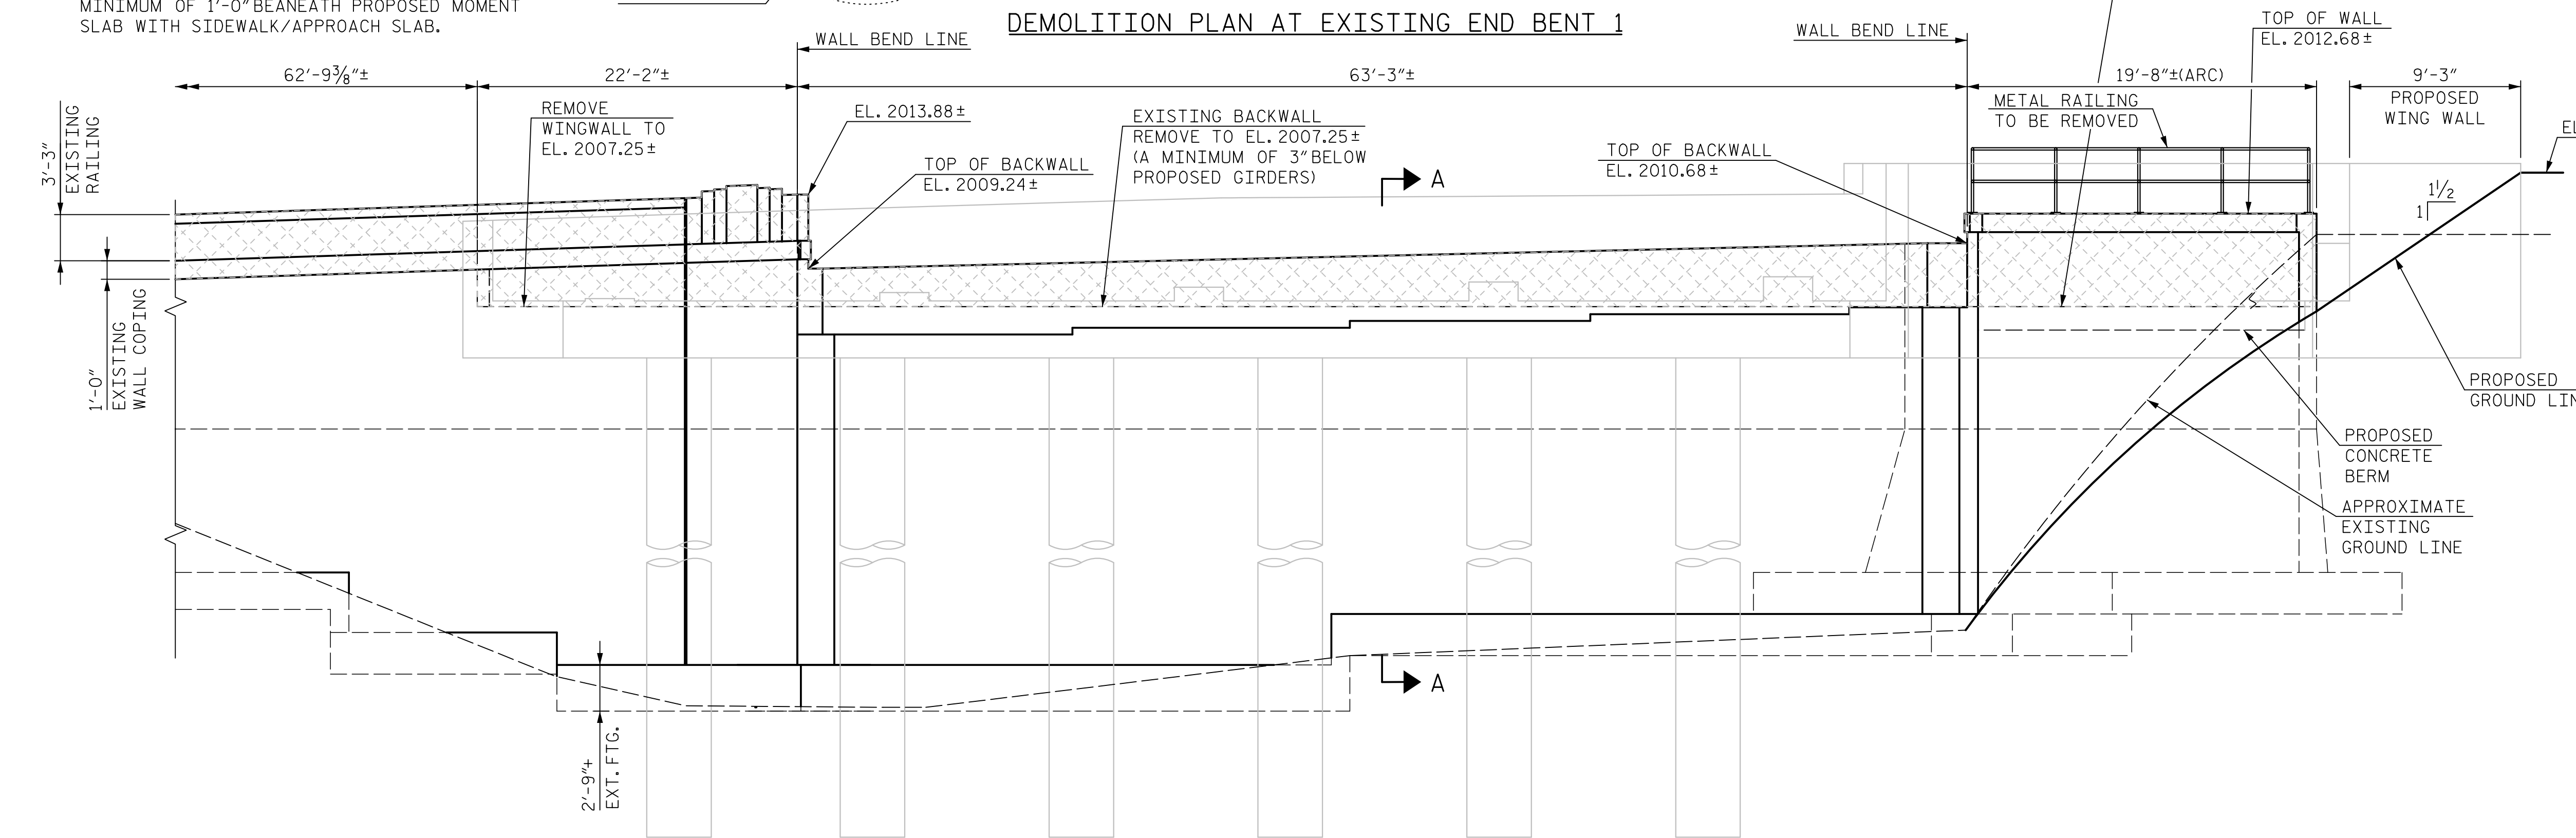 MINIMUM OF 1'-0" BEANEATH PROPOSED MOMENT
SLAB WITH SIDEWALK/APPROACH SLAB.
DEMOLITION PLAN AT EXISTING END BENT 1
WALL BEND LINE
WALL BEND LINE
TOP OF WALL
EL. 2012.68±
62'-9⅜"±
22'-2"±
63'-3"±
19'-8"±(ARC)
9'-3"
PROPOSED
WING WALL
3'-3"
EXISTING
RAILING
REMOVE
WINGWALL TO
EL. 2007.25±
EL. 2013.88±
TOP OF BACKWALL
EL. 2009.24±
EXISTING BACKWALL
REMOVE TO EL. 2007.25±
(A MINIMUM OF 3" BELOW
PROPOSED GIRDERS)
A
TOP OF BACKWALL
EL. 2010.68±
METAL RAILING
TO BE REMOVED
1½
1
1'-0"
EXISTING
WALL COPING
PROPOSED
GROUND LIN
PROPOSED
CONCRETE
BERM
APPROXIMATE
EXISTING
GROUND LINE
A
2'-9"+
EXT. FTG.